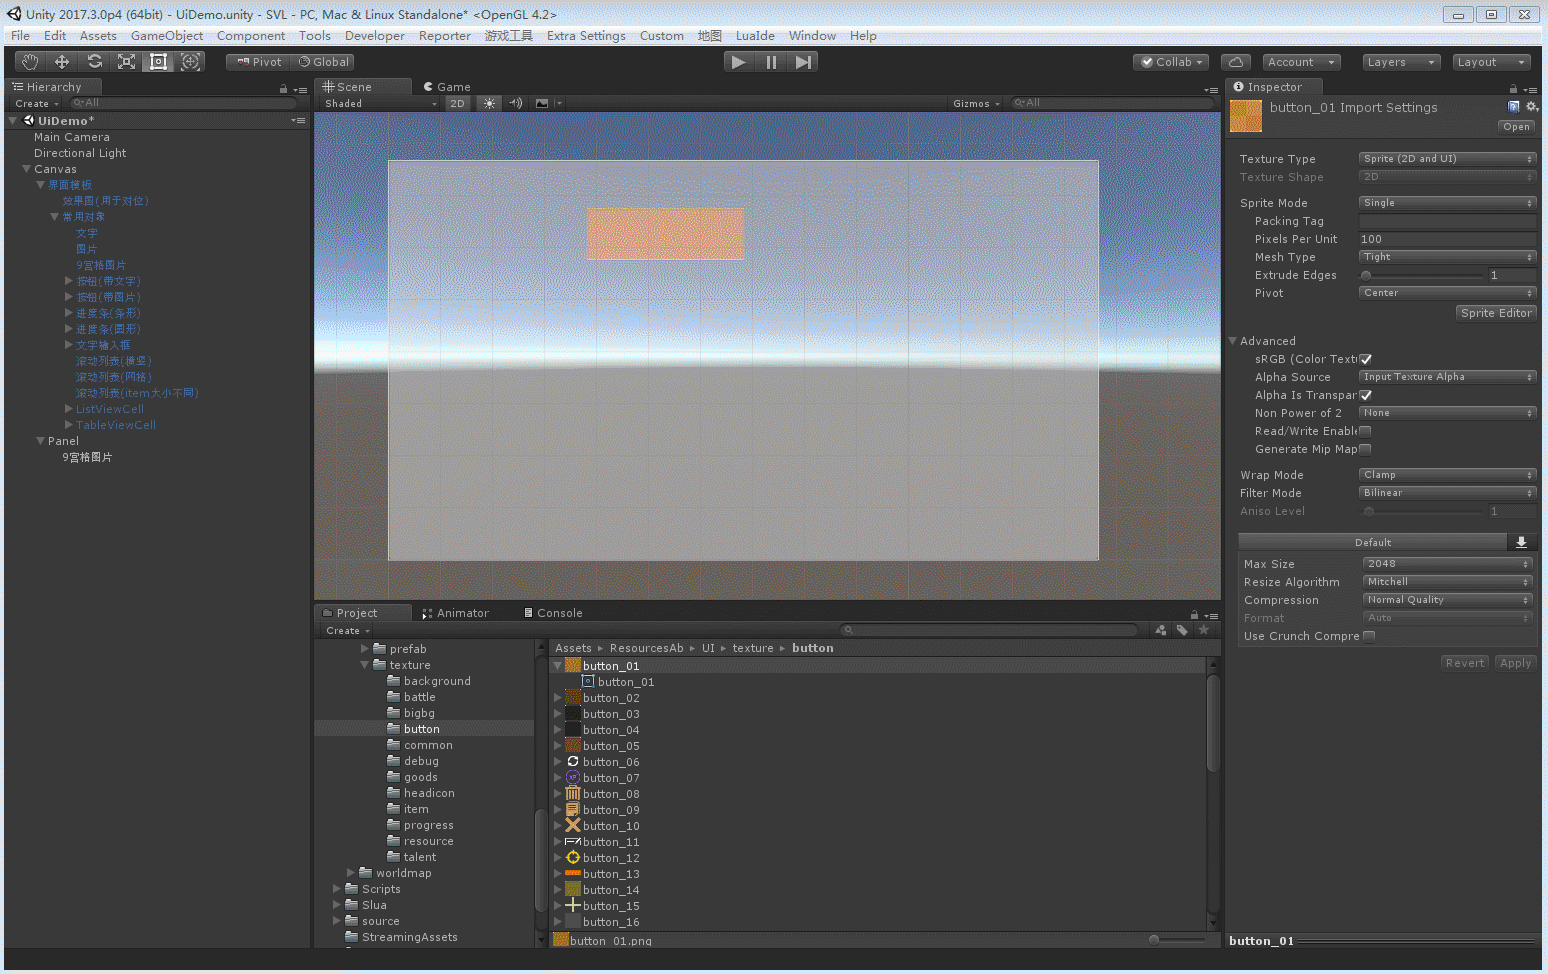 Unity 2017.3.0p4 (64bit) - UiDemo.unity - SVL - PC, Mac & Linux Standalone* <OpenGL 4.2>
File Edit Assets GameObject Component Tools Developer Reporter 游戏工具 Extra Settings Custom 地图 LuaIde Window Help
Pivot Global Collab Account Layers Layout
Hierarchy
Create All
UiDemo*
Main Camera
Directional Light
Canvas
界面模板
效果图(用于对位)
常用对象
文字
图片
9宫格图片
按钮(带文字)
按钮(带图片)
进度条(条形)
进度条(圆形)
文字输入框
滚动列表(横竖)
滚动列表(网格)
滚动列表(item大小不同)
ListViewCell
TableViewCell
Panel
9宫格图片
Scene Game
Shaded 2D Gizmos All
Project Animator Console
Create
prefab
texture
background
battle
bigbg
button
common
debug
goods
headicon
item
progress
resource
talent
worldmap
Scripts
Slua
source
StreamingAssets
Assets ResourcesAb UI texture button
button_01
button_01
button_02
button_03
button_04
button_05
button_06
button_07
button_08
button_09
button_10
button_11
button_12
button_13
button_14
button_15
button_16
button_01.png
Inspector
button_01 Import Settings
Open
Texture Type Sprite (2D and UI)
Texture Shape 2D
Sprite Mode Single
Packing Tag
Pixels Per Unit 100
Mesh Type Tight
Extrude Edges 1
Pivot Center
Sprite Editor
Advanced
sRGB (Color Text
Alpha Source Input Texture Alpha
Alpha Is Transpar
Non Power of 2 None
Read/Write Enable
Generate Mip Map
Wrap Mode Clamp
Filter Mode Bilinear
Aniso Level 1
Default
Max Size 2048
Resize Algorithm Mitchell
Compression Normal Quality
Format Auto
Use Crunch Compre
Revert Apply
button_01